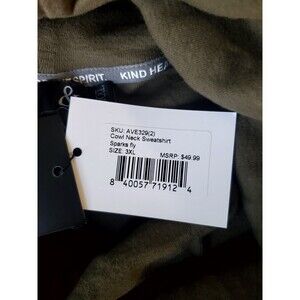 SPIRIT. KIND HEA
SKU: AVE329(2)
Cowl Neck Sweatshirt
Sparks fly
SIZE: 3XL MSRP: $49.99
8 40057 71912 4